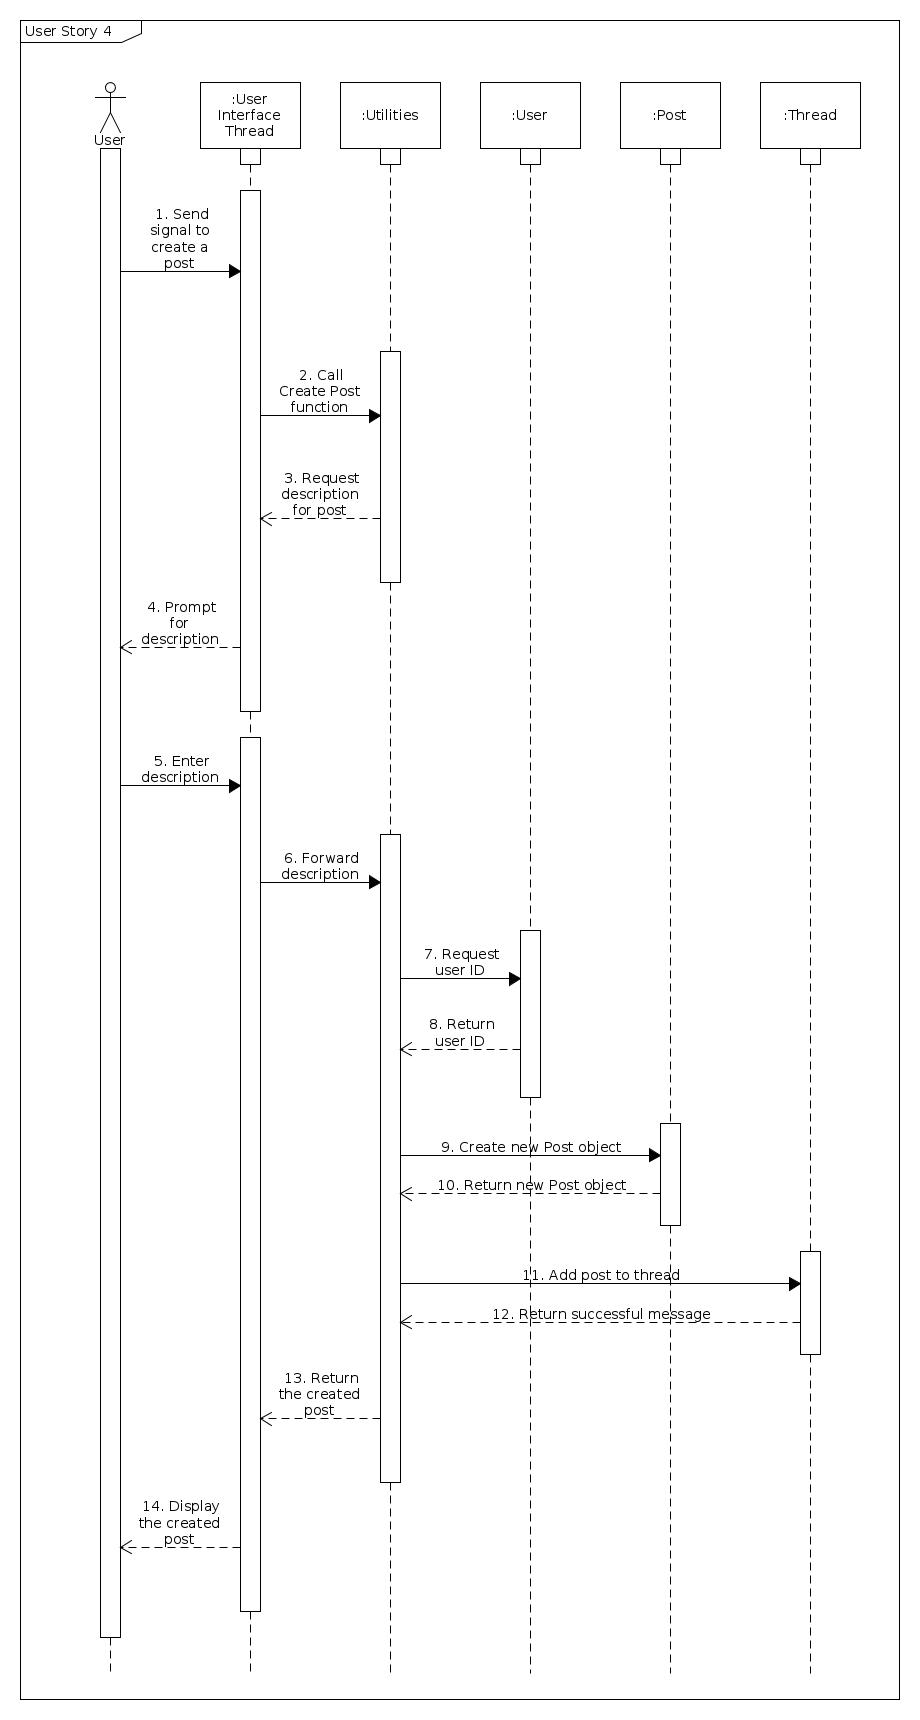 User Story 4
User
:User
Interface
Thread
:Utilities
:User
:Post
:Thread
1. Send
signal to
create a
post
2. Call
Create Post
function
3. Request
description
for post
4. Prompt
for
description
5. Enter
description
6. Forward
description
7. Request
user ID
8. Return
user ID
9. Create new Post object
10. Return new Post object
11. Add post to thread
12. Return successful message
13. Return
the created
post
14. Display
the created
post